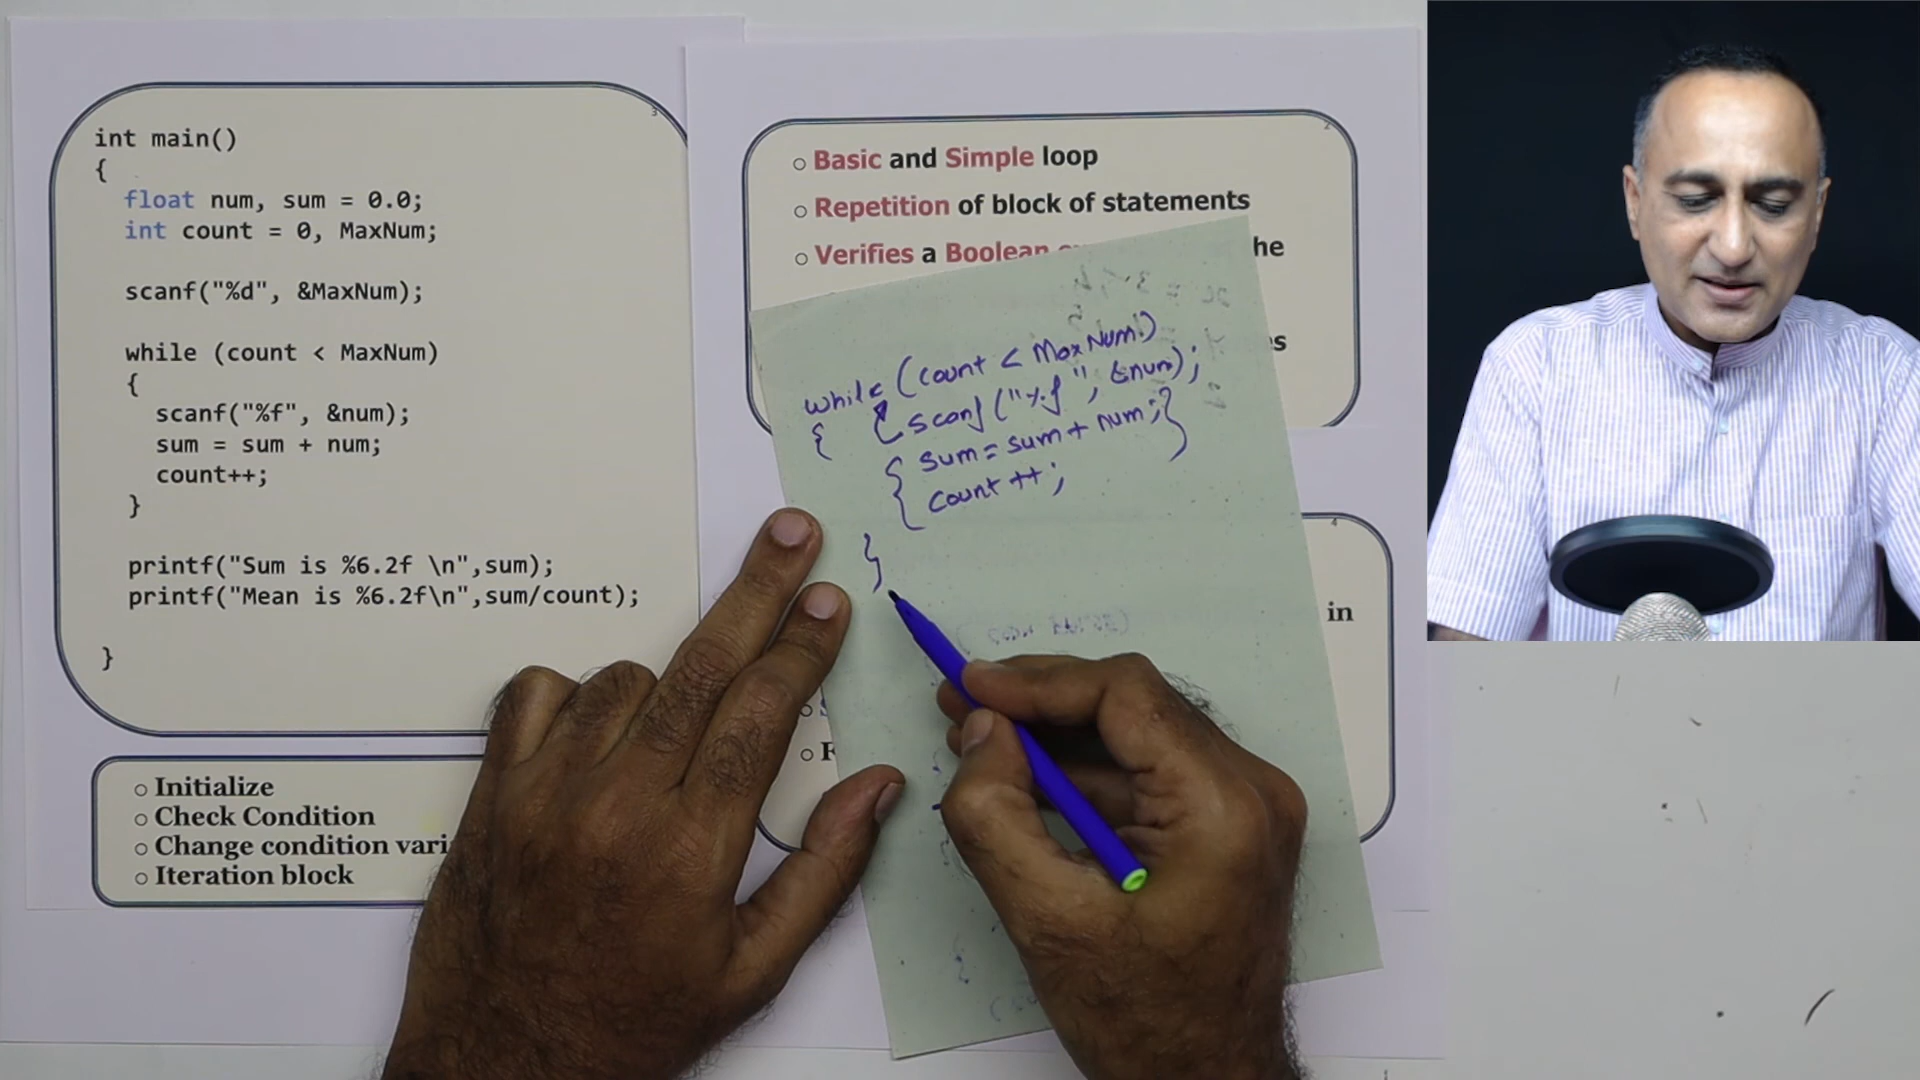 3
int main()
{
float num, sum = 0.0;
int count = 0, MaxNum;
scanf("%d", &MaxNum);
while (count < MaxNum)
{
scanf("%f", &num);
sum = sum + num;
count++;
}
printf("Sum is %6.2f \n",sum);
printf("Mean is %6.2f\n",sum/count);
}
○ Initialize
○ Check Condition
○ Change condition
○ Iteration block
2
○ Basic and Simple loop
○ Repetition of block of statements
○ Verifies a Boolean
while (count < MaxNum)
{ scanf("%f", &num);
{ sum = sum + num; }
count ++;
}
4
in